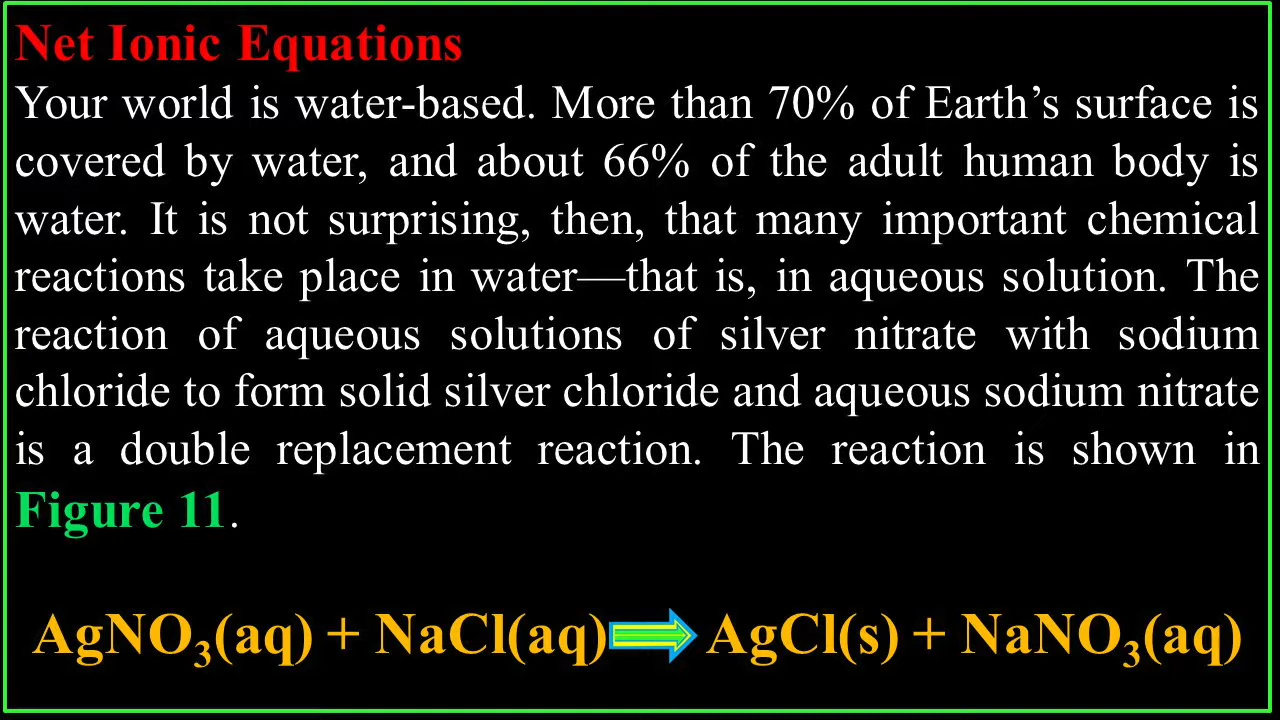 Net Ionic Equations
Your world is water-based. More than 70% of Earth’s surface is
covered by water, and about 66% of the adult human body is
water. It is not surprising, then, that many important chemical
reactions take place in water—that is, in aqueous solution. The
reaction of aqueous solutions of silver nitrate with sodium
chloride to form solid silver chloride and aqueous sodium nitrate
is a double replacement reaction. The reaction is shown in
Figure 11.
AgNO₃(aq) + NaCl(aq) ⇒ AgCl(s) + NaNO₃(aq)